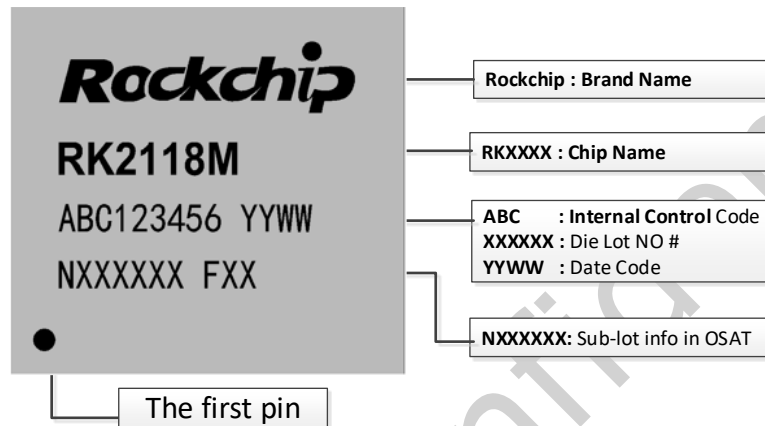 Rockchip
RK2118M
ABC123456 YYWW
NXXXXXX FXX
Rockchip : Brand Name
RKXXXX : Chip Name
ABC : Internal Control Code
XXXXXX : Die Lot NO #
YYWW : Date Code
NXXXXXX: Sub-lot info in OSAT
The first pin